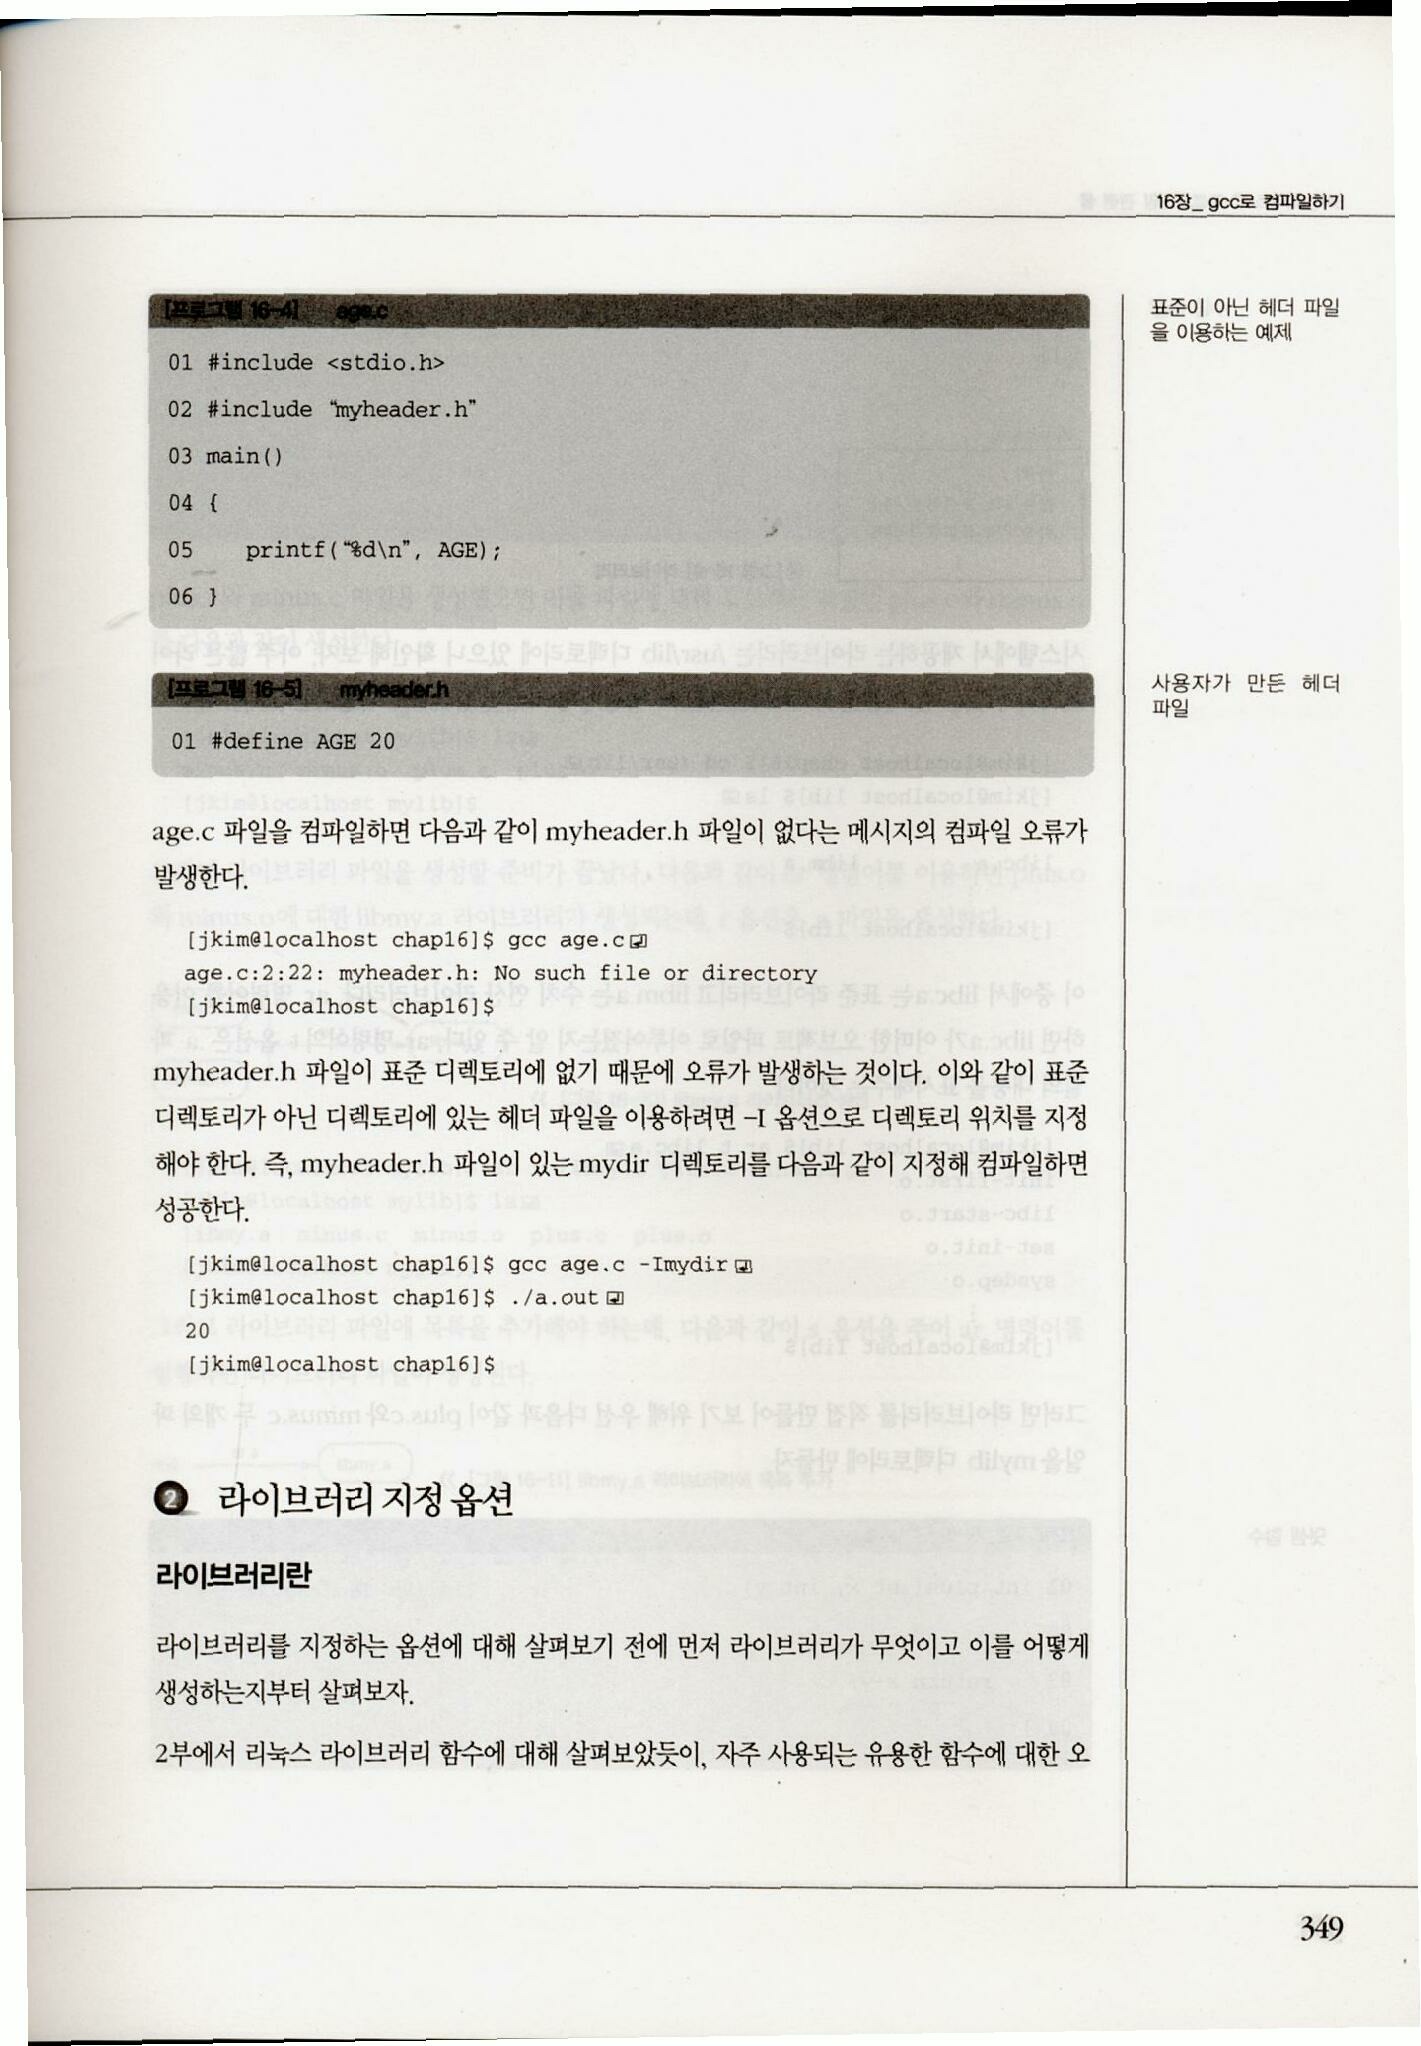 16장_ gcc로 컴파일하기
[프로그램 16-4] age.c
01 #include <stdio.h>
02 #include “myheader.h”
03 main()
04 {
05 printf(“%d\n”, AGE);
06 }
표준이 아닌 헤더 파일
을 이용하는 예제
[프로그램 16-5] myheader.h
01 #define AGE 20
사용자가 만든 헤더
파일
age.c 파일을 컴파일하면 다음과 같이 myheader.h 파일이 없다는 메시지의 컴파일 오류가
발생한다.
[jkim@localhost chap16]$ gcc age.c
age.c:2:22: myheader.h: No such file or directory
[jkim@localhost chap16]$
myheader.h 파일이 표준 디렉토리에 없기 때문에 오류가 발생하는 것이다. 이와 같이 표준
디렉토리가 아닌 디렉토리에 있는 헤더 파일을 이용하려면 –I 옵션으로 디렉토리 위치를 지정
해야 한다. 즉, myheader.h 파일이 있는 mydir 디렉토리를 다음과 같이 지정해 컴파일하면
성공한다.
[jkim@localhost chap16]$ gcc age.c -Imydir
[jkim@localhost chap16]$ ./a.out
20
[jkim@localhost chap16]$
2 라이브러리 지정 옵션
라이브러리란
라이브러리를 지정하는 옵션에 대해 살펴보기 전에 먼저 라이브러리가 무엇이고 이를 어떻게
생성하는지부터 살펴보자.
2부에서 리눅스 라이브러리 함수에 대해 살펴보았듯이, 자주 사용되는 유용한 함수에 대한 오
349